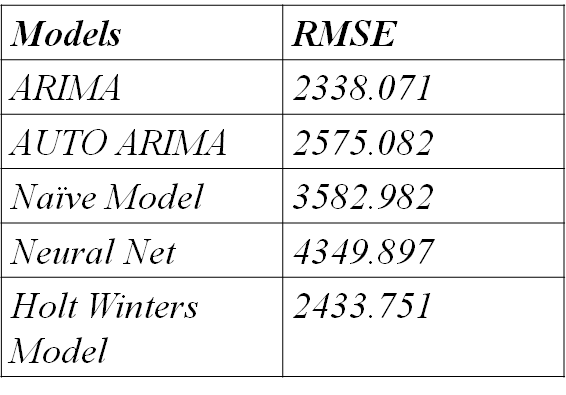 Models RMSE
ARIMA 2338.071
AUTO ARIMA 2575.082
Naïve Model 3582.982
Neural Net 4349.897
Holt Winters 2433.751
Model